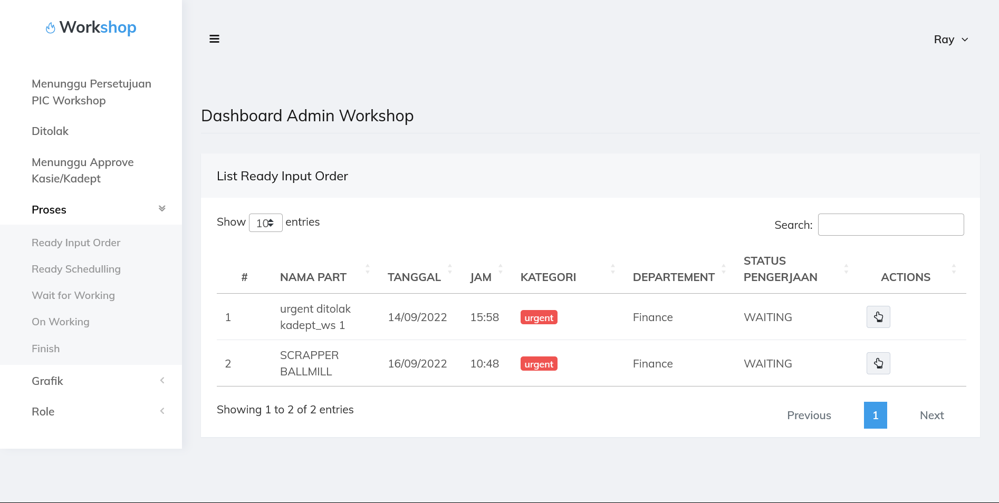 Workshop
Ray
Menunggu Persetujuan
PIC Workshop
Ditolak
Menunggu Approve
Kasie/Kadept
Proses
Ready Input Order
Ready Schedulling
Wait for Working
On Working
Finish
Grafik
Role
Dashboard Admin Workshop
List Ready Input Order
Show 10 entries
Search:
# NAMA PART TANGGAL JAM KATEGORI DEPARTEMENT STATUS PENGERJAAN ACTIONS
1 urgent ditolak kadept_ws 1 14/09/2022 15:58 urgent Finance WAITING
2 SCRAPPER BALLMILL 16/09/2022 10:48 urgent Finance WAITING
Showing 1 to 2 of 2 entries
Previous 1 Next